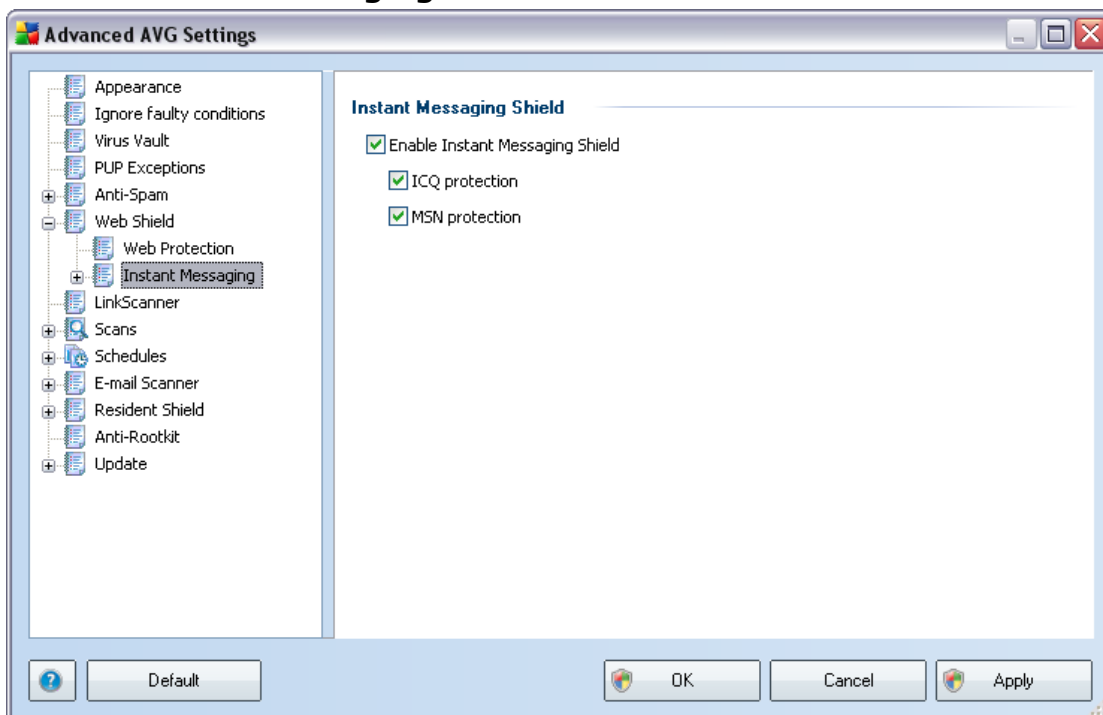 Advanced AVG Settings
Appearance
Ignore faulty conditions
Virus Vault
PUP Exceptions
Anti-Spam
Web Shield
Web Protection
Instant Messaging
LinkScanner
Scans
Schedules
E-mail Scanner
Resident Shield
Anti-Rootkit
Update
Instant Messaging Shield
Enable Instant Messaging Shield
ICQ protection
MSN protection
Default
OK
Cancel
Apply